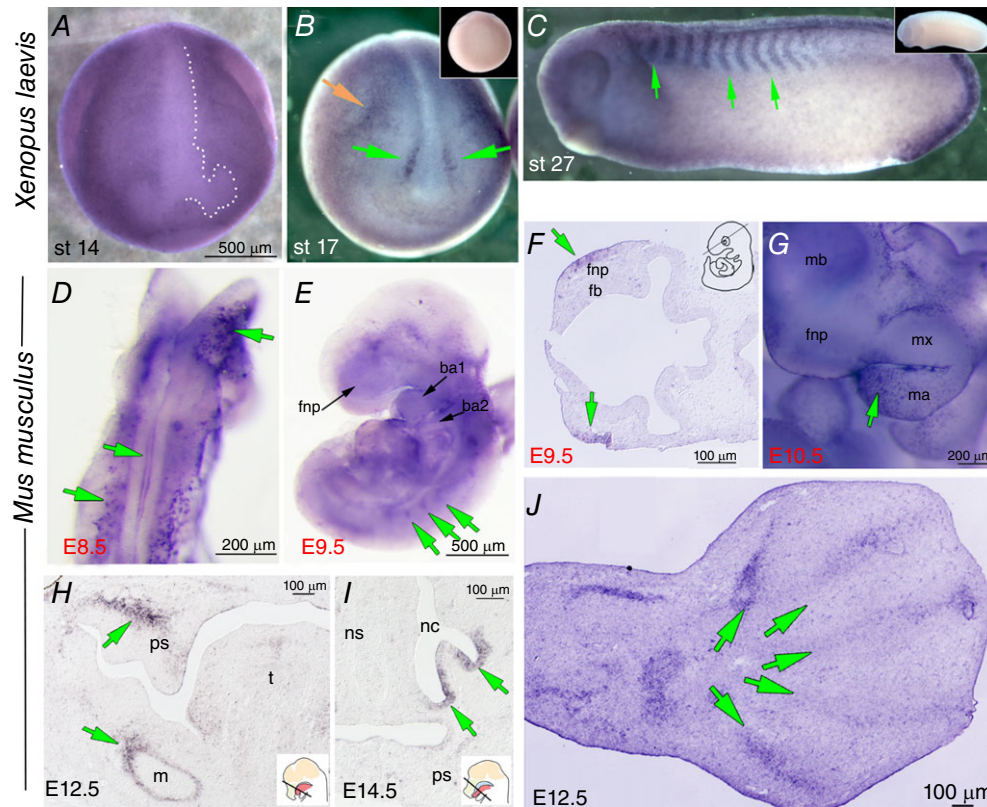 Xenopus laevis
A
st 14
500 µm
B
st 17
C
st 27
Mus musculus
D
E8.5
200 µm
E
fnp
ba1
ba2
E9.5
500 µm
F
fnp
fb
E9.5
100 µm
G
mb
fnp
mx
ma
E10.5
200 µm
H
100 µm
ps
t
m
E12.5
I
100 µm
ns
nc
ps
E14.5
J
E12.5
100 µm